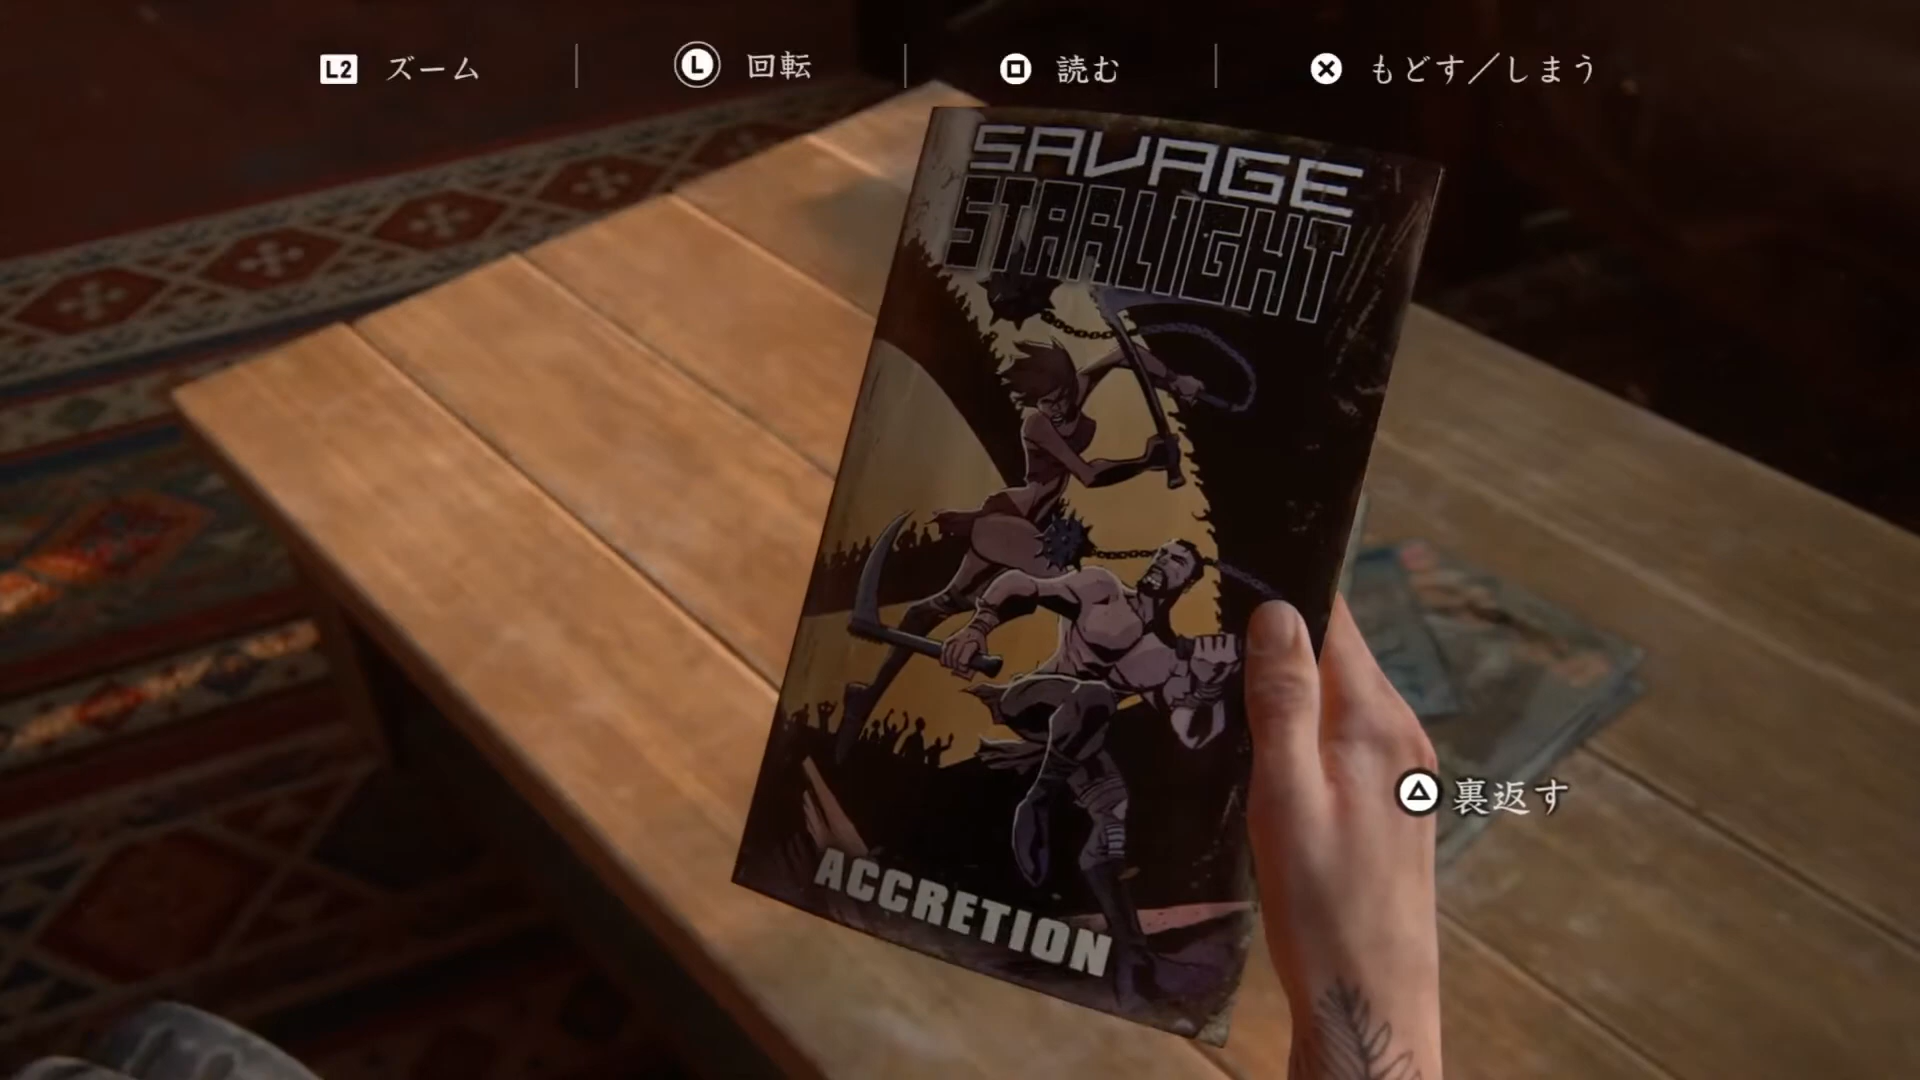 L2 ズーム
L 回転
読む
もどす／しまう
SAVAGE
STARLIGHT
ACCRETION
裏返す